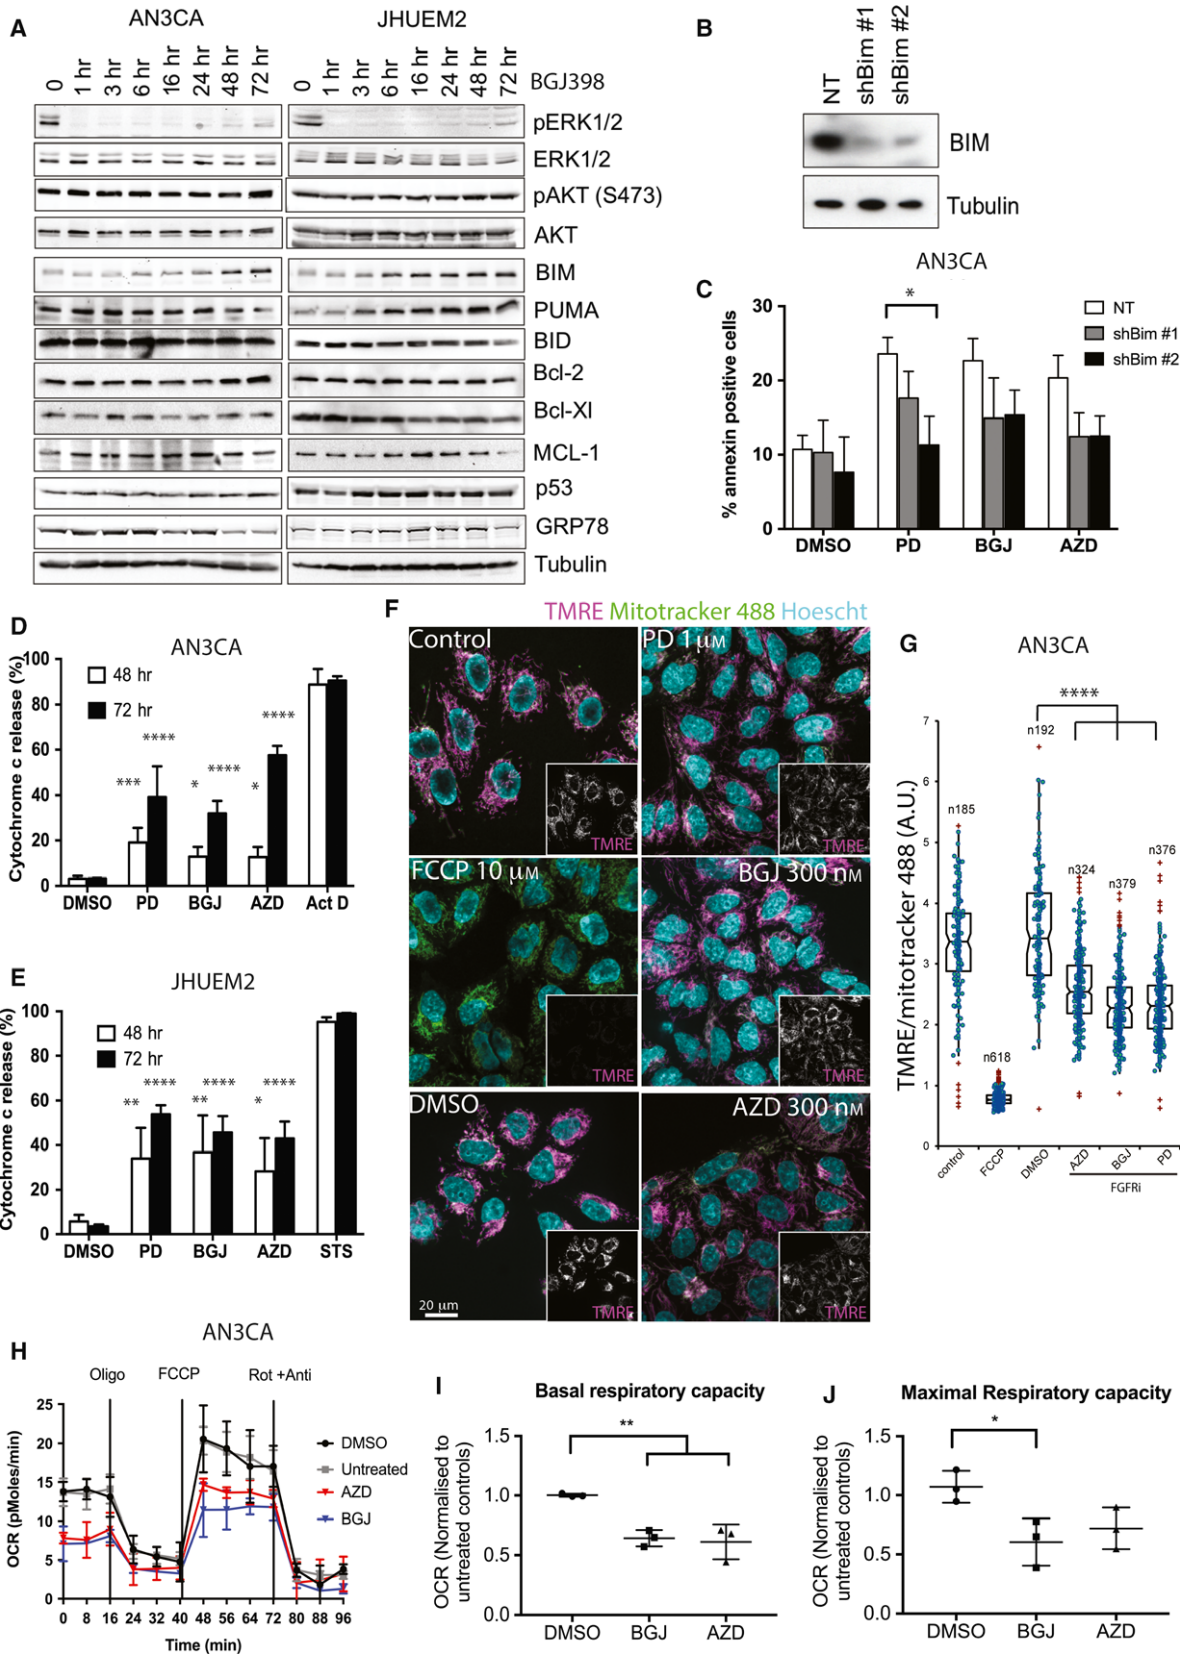 A
AN3CA
JHUEM2
0 1 hr 3 hr 6 hr 16 hr 24 hr 48 hr 72 hr
0 1 hr 3 hr 6 hr 16 hr 24 hr 48 hr 72 hr
BGJ398
pERK1/2
ERK1/2
pAKT (S473)
AKT
BIM
PUMA
BID
Bcl-2
Bcl-Xl
MCL-1
p53
GRP78
Tubulin
B
NT shBim #1 shBim #2
BIM
Tubulin
C
AN3CA
% annexin positive cells
30
20
10
0
*
NT
shBim #1
shBim #2
DMSO PD BGJ AZD
D
AN3CA
Cytochrome c release (%)
100
80
60
40
20
0
48 hr
72 hr
*** **** * **** * ****
DMSO PD BGJ AZD Act D
E
JHUEM2
Cytochrome c release (%)
100
80
60
40
20
0
48 hr
72 hr
** **** ** **** * ****
DMSO PD BGJ AZD STS
F
TMRE Mitotracker 488 Hoescht
Control
TMRE
PD 1 μM
TMRE
FCCP 10 μM
TMRE
BGJ 300 nM
TMRE
DMSO
20 μm
TMRE
AZD 300 nM
TMRE
G
AN3CA
TMRE/mitotracker 488 (A.U.)
7
6
5
4
3
2
1
0
****
n185
n618
n192
n324
n379
n376
control FCCP DMSO AZD BGJ PD
FGFRi
H
AN3CA
Oligo FCCP Rot +Anti
OCR (pMoles/min)
25
20
15
10
5
0
DMSO
Untreated
AZD
BGJ
0 8 16 24 32 40 48 56 64 72 80 88 96
Time (min)
I
Basal respiratory capacity
OCR (Normalised to
untreated controls)
1.5
1.0
0.5
0.0
**
DMSO BGJ AZD
J
Maximal Respiratory capacity
OCR (Normalised to
untreated controls)
1.5
1.0
0.5
0.0
*
DMSO BGJ AZD